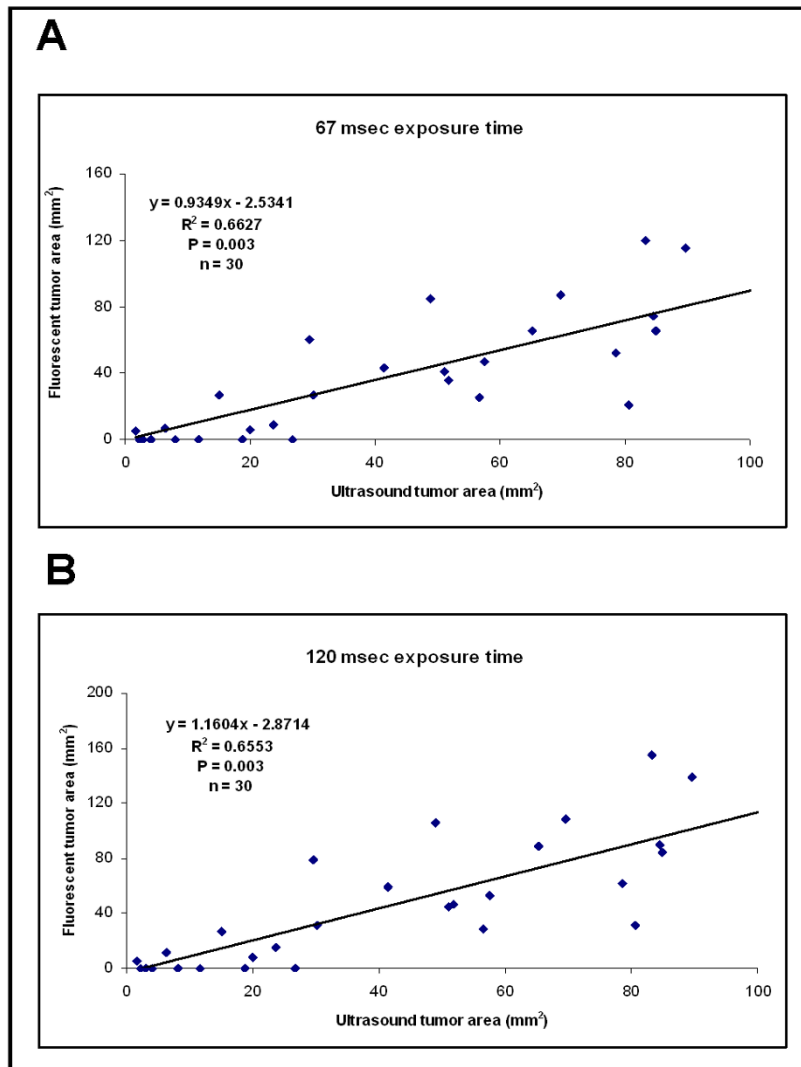 A
67 msec exposure time
160
120
80
40
0
Fluorescent tumor area (mm²)
y = 0.9349x - 2.5341
R² = 0.6627
P = 0.003
n = 30
0 20 40 60 80 100
Ultrasound tumor area (mm²)
B
120 msec exposure time
200
160
120
80
40
0
Fluorescent tumor area (mm²)
y = 1.1604x - 2.8714
R² = 0.6553
P = 0.003
n = 30
0 20 40 60 80 100
Ultrasound tumor area (mm²)